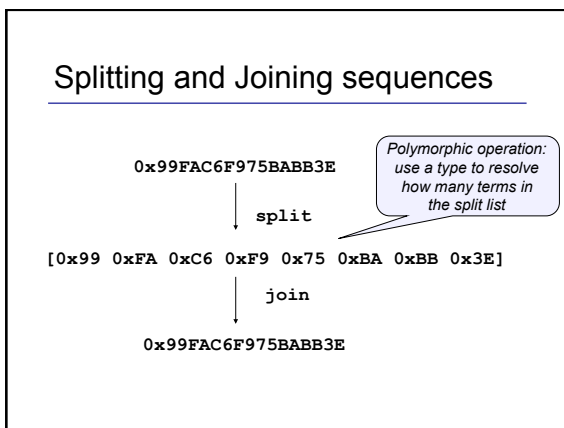 Splitting and Joining sequences
Polymorphic operation:
use a type to resolve
how many terms in
the split list
0x99FAC6F975BABB3E
split
[0x99 0xFA 0xC6 0xF9 0x75 0xBA 0xBB 0x3E]
join
0x99FAC6F975BABB3E